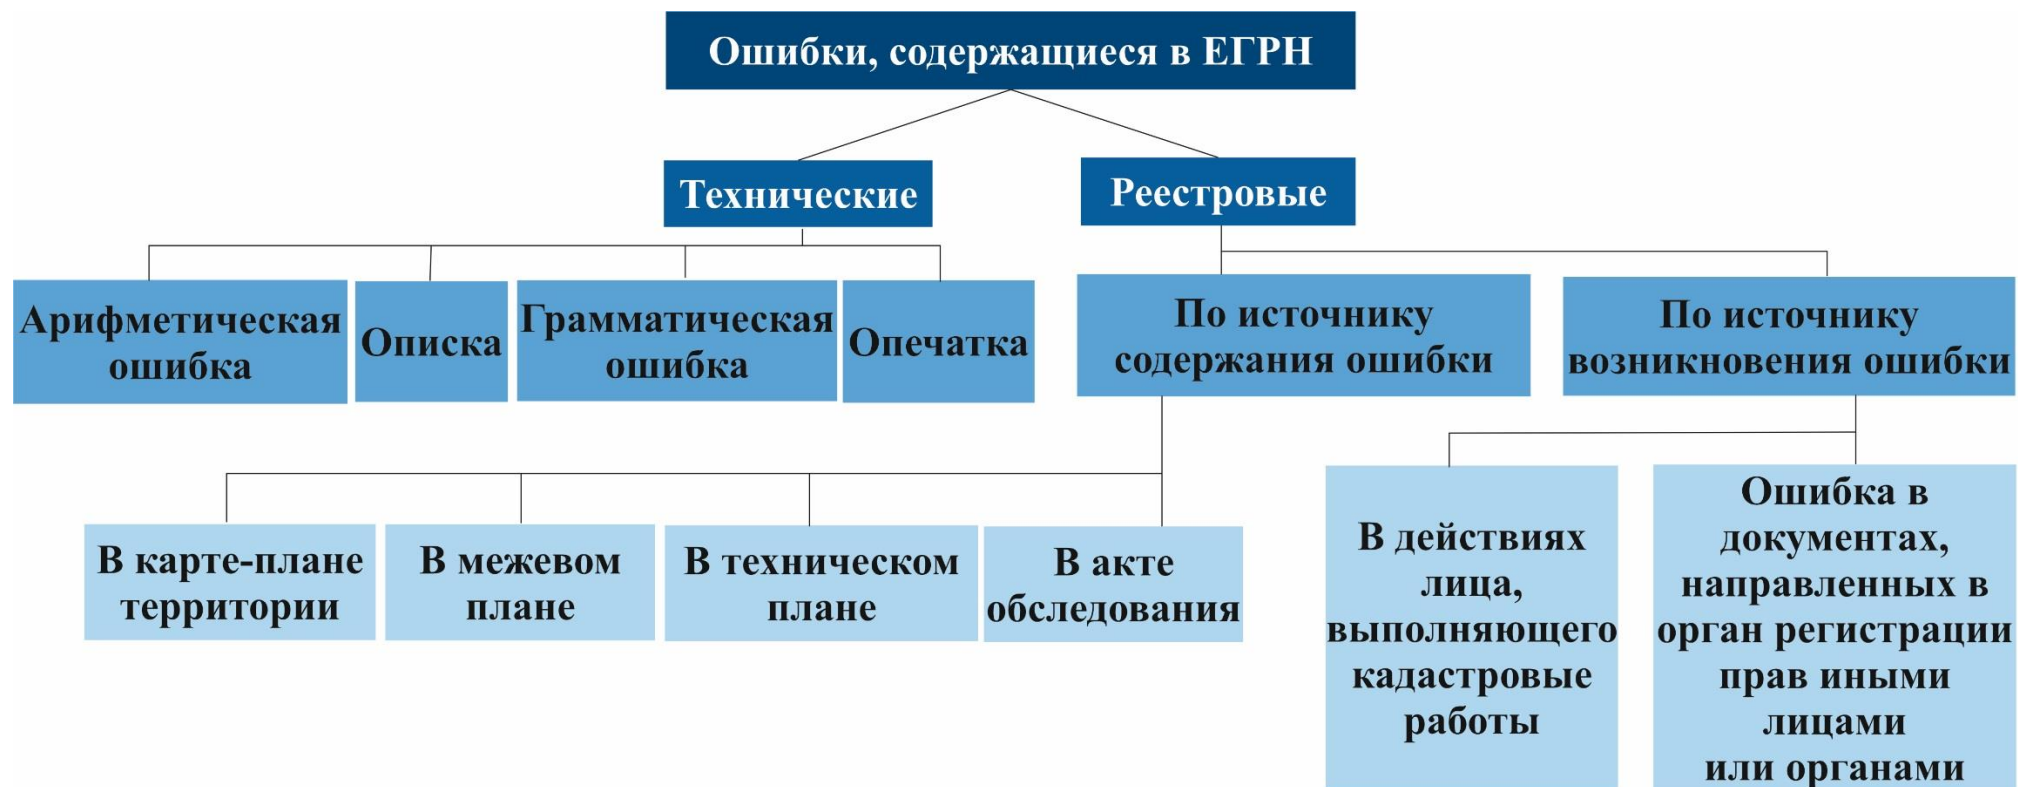 Ошибки, содержащиеся в ЕГРН
Технические
Реестровые
Арифметическая
ошибка
Описка
Грамматическая
ошибка
Опечатка
По источнику
содержания ошибки
По источнику
возникновения ошибки
В карте-плане
территории
В межевом
плане
В техническом
плане
В акте
обследования
В действиях
лица,
выполняющего
кадастровые
работы
Ошибка в
документах,
направленных в
орган регистрации
прав иными
лицами
или органами